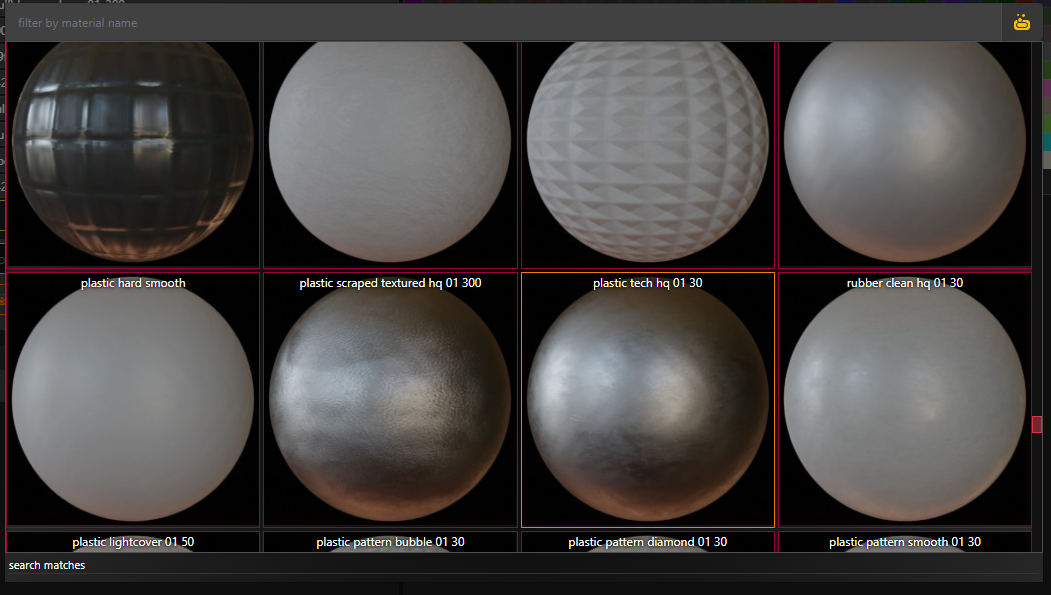 filter by material name
plastic hard smooth
plastic scraped textured hq 01 300
plastic tech hq 01 30
rubber clean hq 01 30
plastic lightcover 01 50
plastic pattern bubble 01 30
plastic pattern diamond 01 30
plastic pattern smooth 01 30
search matches